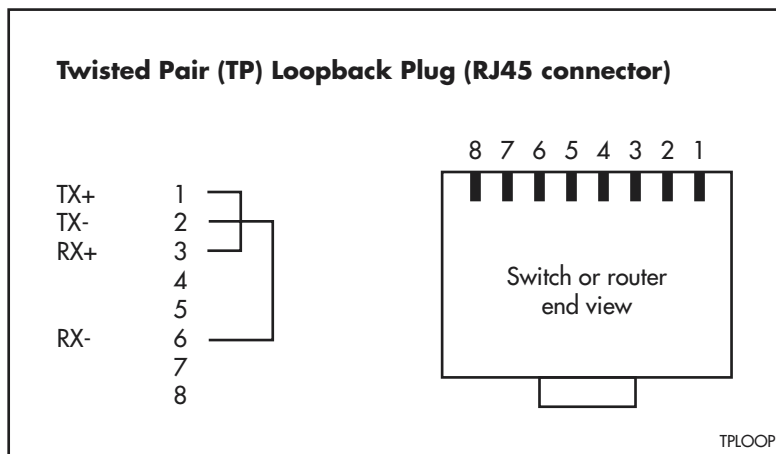 Twisted Pair (TP) Loopback Plug (RJ45 connector)
TX+ 1
TX- 2
RX+ 3
4
5
RX- 6
7
8
8 7 6 5 4 3 2 1
Switch or router
end view
TPLOOP